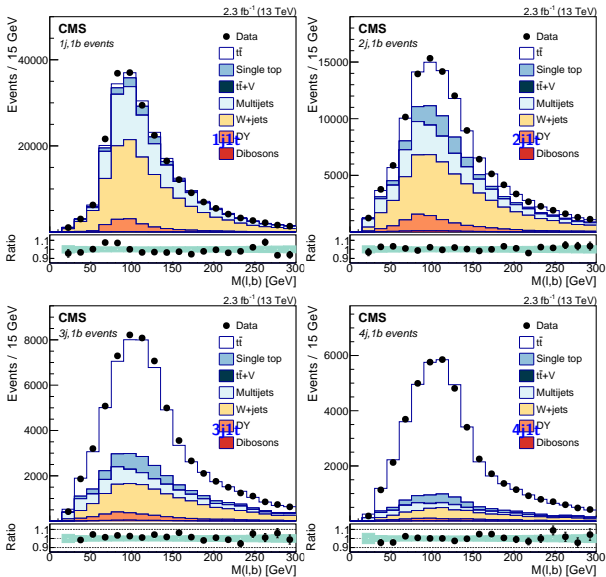 2.3 fb⁻¹ (13 TeV)
CMS
1j,1b events
Events / 15 GeV
40000
20000
Data
tt̄
Single top
tt̄+V
Multijets
W+jets
DY
Dibosons
1j1t
Ratio
1.1
1
0.9
0 50 100 150 200 250 300
M(l,b) [GeV]
2.3 fb⁻¹ (13 TeV)
CMS
2j,1b events
Events / 15 GeV
15000
10000
5000
Data
tt̄
Single top
tt̄+V
Multijets
W+jets
DY
Dibosons
2j1t
Ratio
1.1
1
0.9
0 50 100 150 200 250 300
M(l,b) [GeV]
2.3 fb⁻¹ (13 TeV)
CMS
3j,1b events
Events / 15 GeV
8000
6000
4000
2000
Data
tt̄
Single top
tt̄+V
Multijets
W+jets
DY
Dibosons
3j1t
Ratio
1.1
1
0.9
0 50 100 150 200 250 300
M(l,b) [GeV]
2.3 fb⁻¹ (13 TeV)
CMS
4j,1b events
Events / 15 GeV
6000
4000
2000
Data
tt̄
Single top
tt̄+V
Multijets
W+jets
DY
Dibosons
4j1t
Ratio
1.1
1
0.9
0 50 100 150 200 250 300
M(l,b) [GeV]